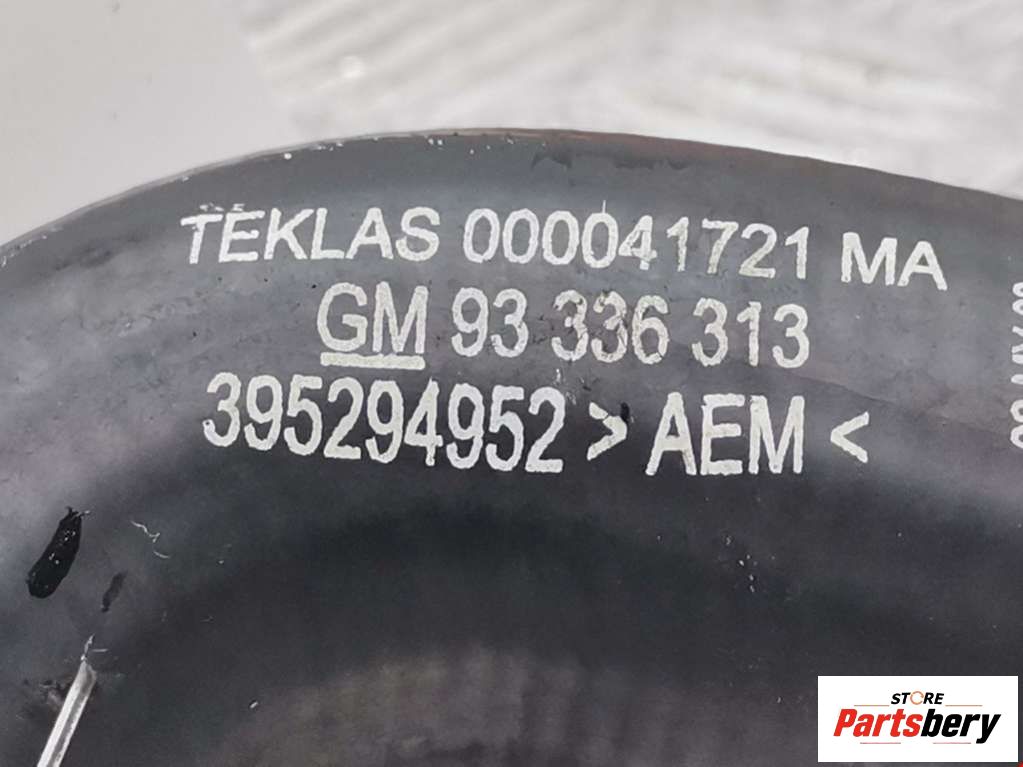 TEKLAS 000041721 MA
GM 93 336 313
395294952 > AEM <
STORE
Partsbery